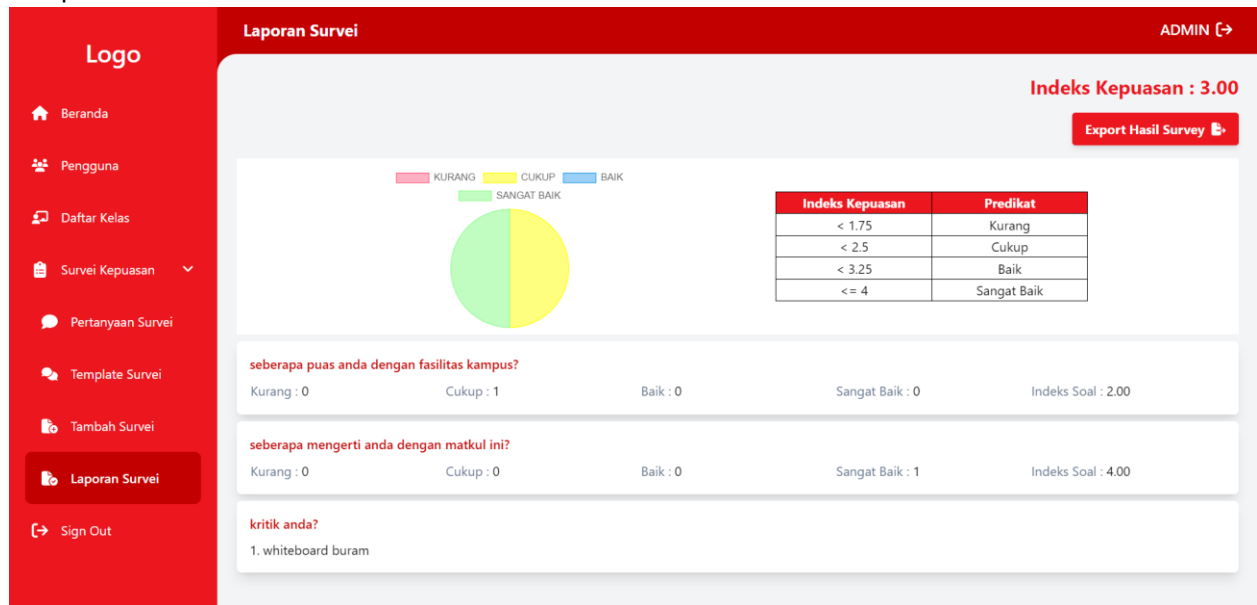 Logo
Beranda
Pengguna
Daftar Kelas
Survei Kepuasan
Pertanyaan Survei
Template Survei
Tambah Survei
Laporan Survei
Sign Out
Laporan Survei
ADMIN
Indeks Kepuasan : 3.00
Export Hasil Survey
KURANG CUKUP BAIK
SANGAT BAIK
Indeks Kepuasan Predikat
< 1.75 Kurang
< 2.5 Cukup
< 3.25 Baik
<= 4 Sangat Baik
seberapa puas anda dengan fasilitas kampus?
Kurang : 0 Cukup : 1 Baik : 0 Sangat Baik : 0 Indeks Soal : 2.00
seberapa mengerti anda dengan matkul ini?
Kurang : 0 Cukup : 0 Baik : 0 Sangat Baik : 1 Indeks Soal : 4.00
kritik anda?
1. whiteboard buram